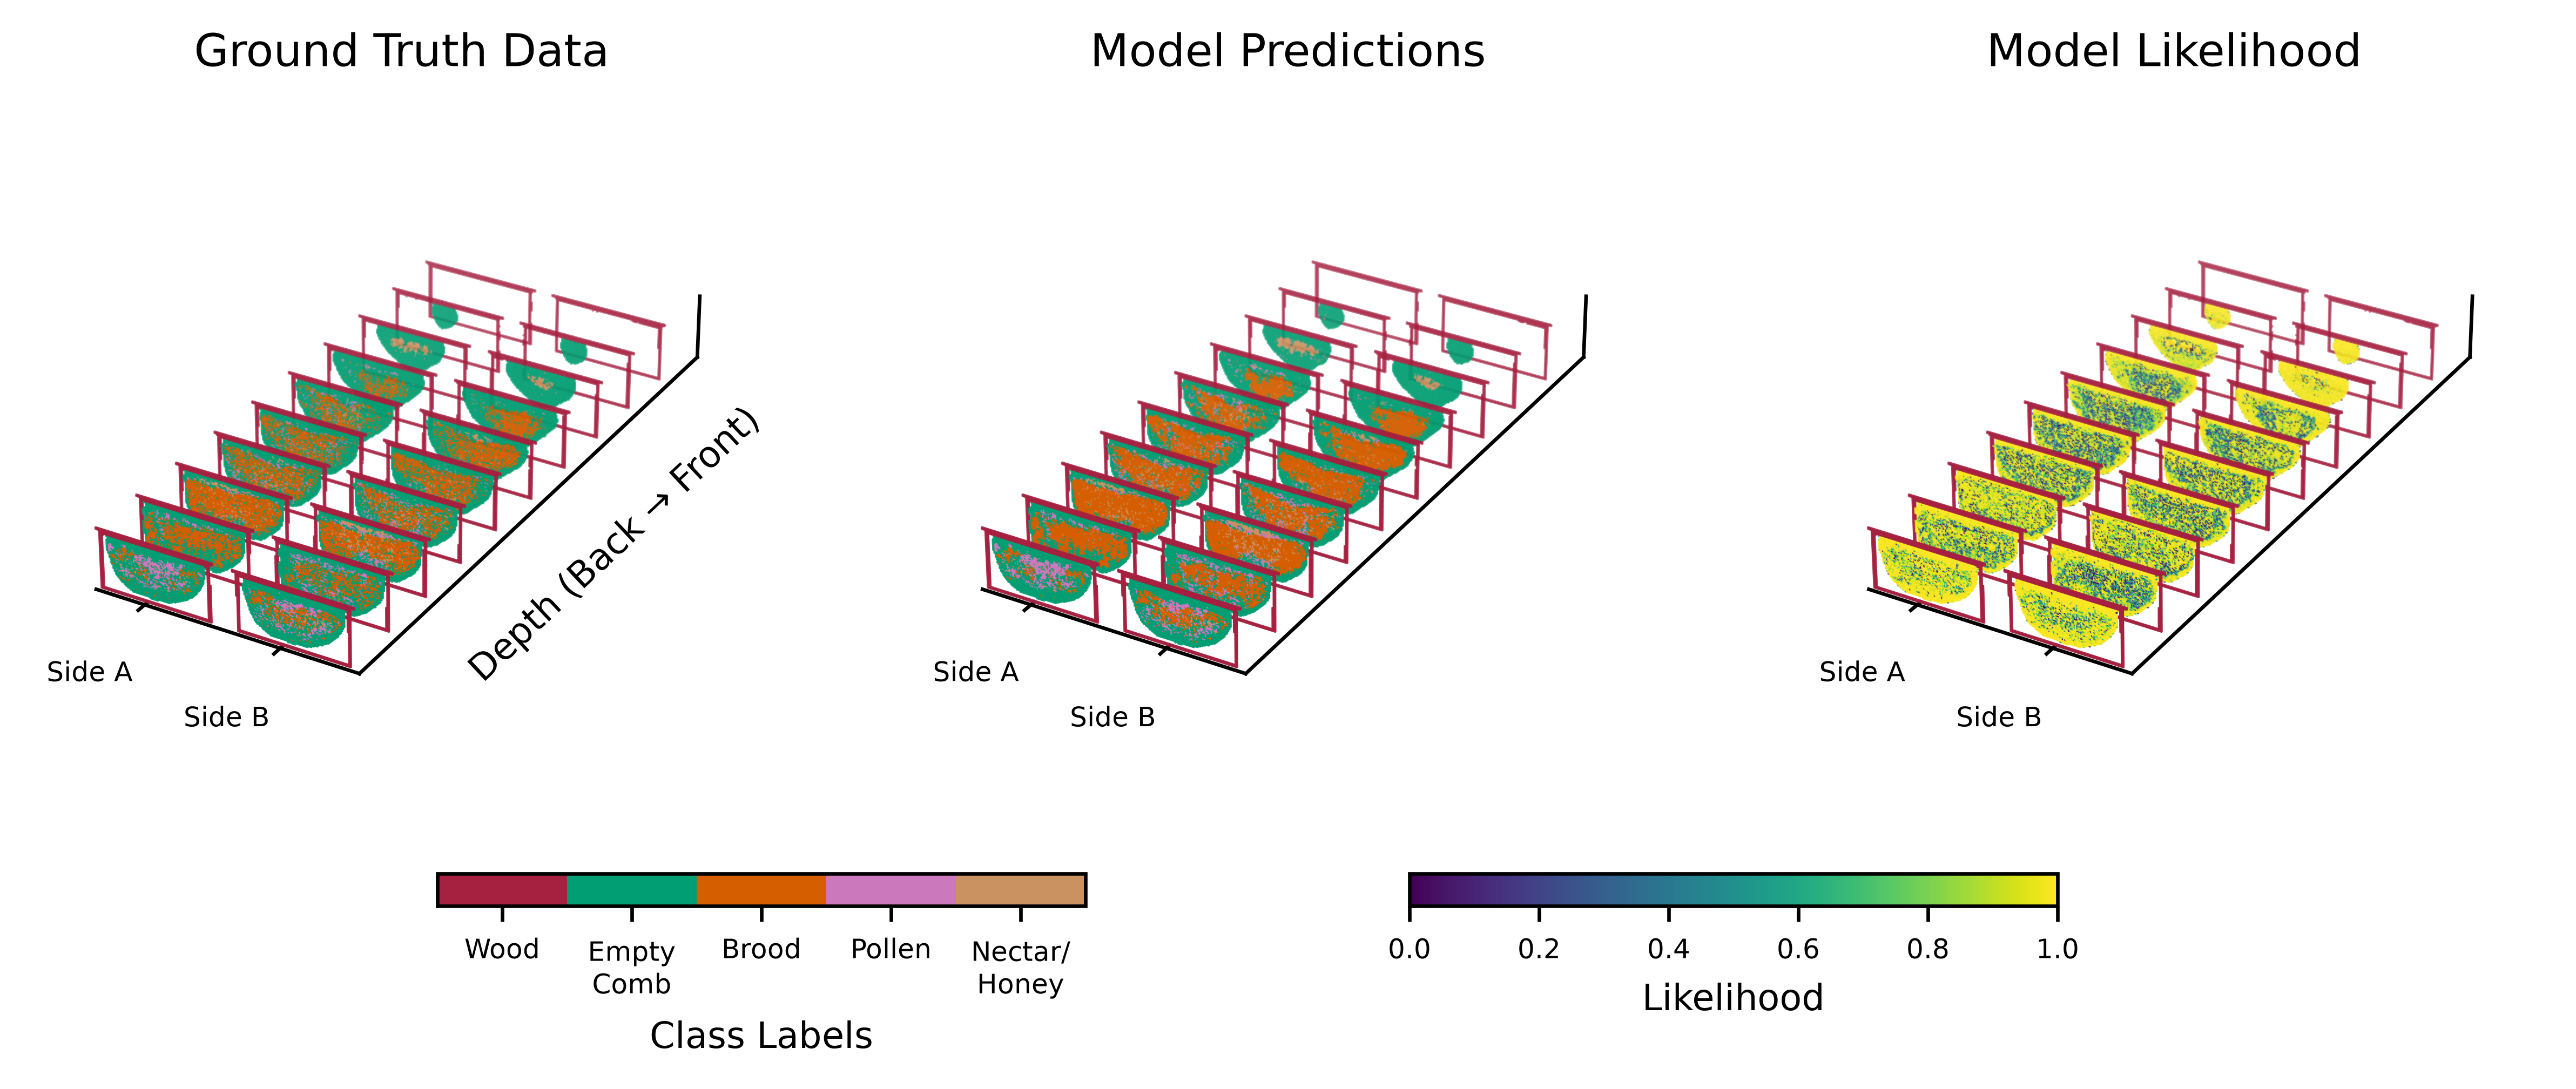 Ground Truth Data
Model Predictions
Model Likelihood
Depth (Back → Front)
Side A
Side B
Side A
Side B
Side A
Side B
Wood
Empty
Comb
Brood
Pollen
Nectar/
Honey
Class Labels
0.0
0.2
0.4
0.6
0.8
1.0
Likelihood